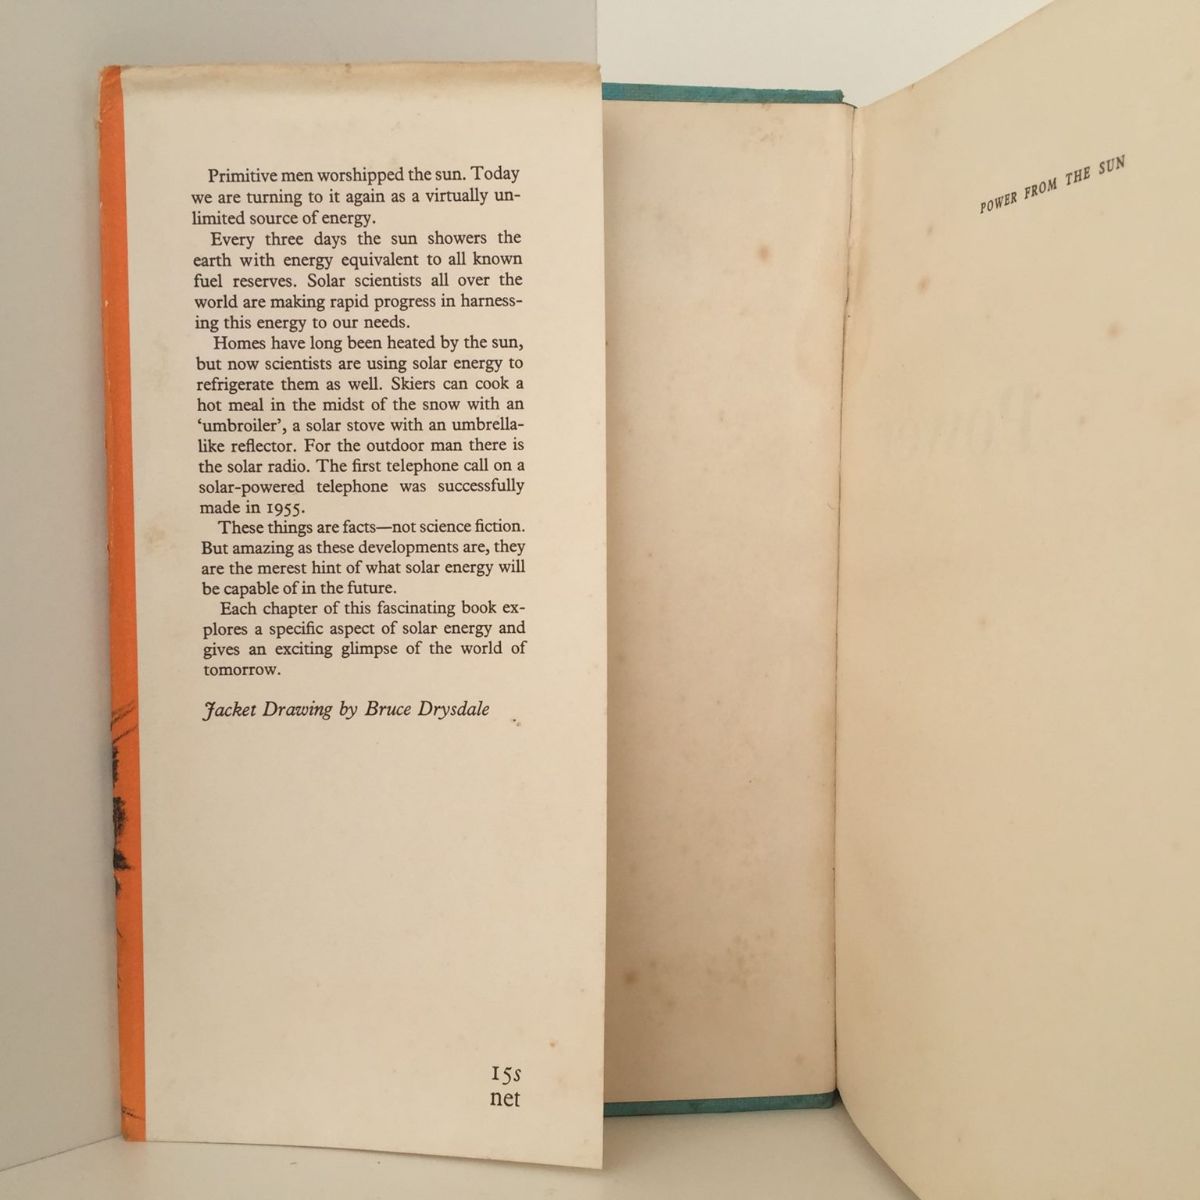 Primitive men worshipped the sun. Today
we are turning to it again as a virtually un-
limited source of energy.
Every three days the sun showers the
earth with energy equivalent to all known
fuel reserves. Solar scientists all over the
world are making rapid progress in harness-
ing this energy to our needs.
Homes have long been heated by the sun,
but now scientists are using solar energy to
refrigerate them as well. Skiers can cook a
hot meal in the midst of the snow with an
‘umbroiler’, a solar stove with an umbrella-
like reflector. For the outdoor man there is
the solar radio. The first telephone call on a
solar-powered telephone was successfully
made in 1955.
These things are facts—not science fiction.
But amazing as these developments are, they
are the merest hint of what solar energy will
be capable of in the future.
Each chapter of this fascinating book ex-
plores a specific aspect of solar energy and
gives an exciting glimpse of the world of
tomorrow.
Jacket Drawing by Bruce Drysdale
15s
net
POWER FROM THE SUN